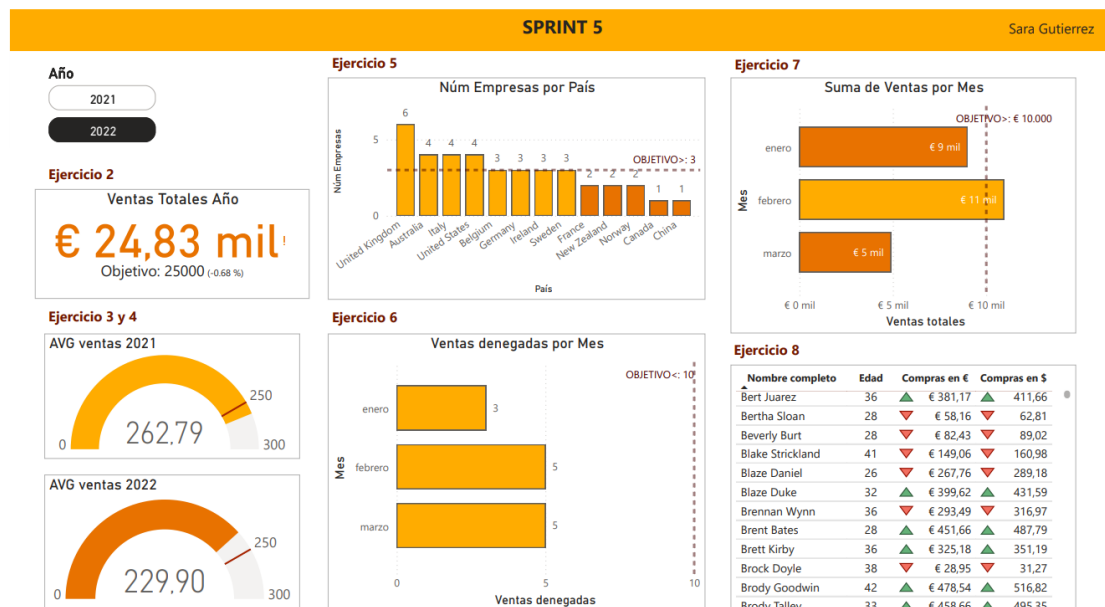 SPRINT 5
Sara Gutierrez
Año
2021
2022
Ejercicio 2
Ventas Totales Año
€ 24,83 mil!
Objetivo: 25000 (-0.68 %)
Ejercicio 3 y 4
AVG ventas 2021
250
262,79
0
300
AVG ventas 2022
250
229,90
0
300
Ejercicio 5
Núm Empresas por País
Núm Empresas
5
0
6
4
4
4
3
3
3
3
2
2
2
1
1
OBJETIVO>: 3
United Kingdom
Australia
Italy
United States
Belgium
Germany
Ireland
Sweden
France
New Zealand
Norway
Canada
China
País
Ejercicio 6
Ventas denegadas por Mes
OBJETIVO<: 10
Mes
enero
3
febrero
5
marzo
5
0
5
10
Ventas denegadas
Ejercicio 7
Suma de Ventas por Mes
OBJETIVO>: € 10.000
Mes
enero
€ 9 mil
febrero
€ 11 mil
marzo
€ 5 mil
€ 0 mil
€ 5 mil
€ 10 mil
Ventas totales
Ejercicio 8
Nombre completo Edad Compras en € Compras en $
Bert Juarez 36 € 381,17 411,66
Bertha Sloan 28 € 58,16 62,81
Beverly Burt 28 € 82,43 89,02
Blake Strickland 41 € 149,06 160,98
Blaze Daniel 26 € 267,76 289,18
Blaze Duke 32 € 399,62 431,59
Brennan Wynn 36 € 293,49 316,97
Brent Bates 28 € 451,66 487,79
Brett Kirby 36 € 325,18 351,19
Brock Doyle 38 € 28,95 31,27
Brody Goodwin 42 € 478,54 516,82
Brody Talley 33 € 458,66 495,35